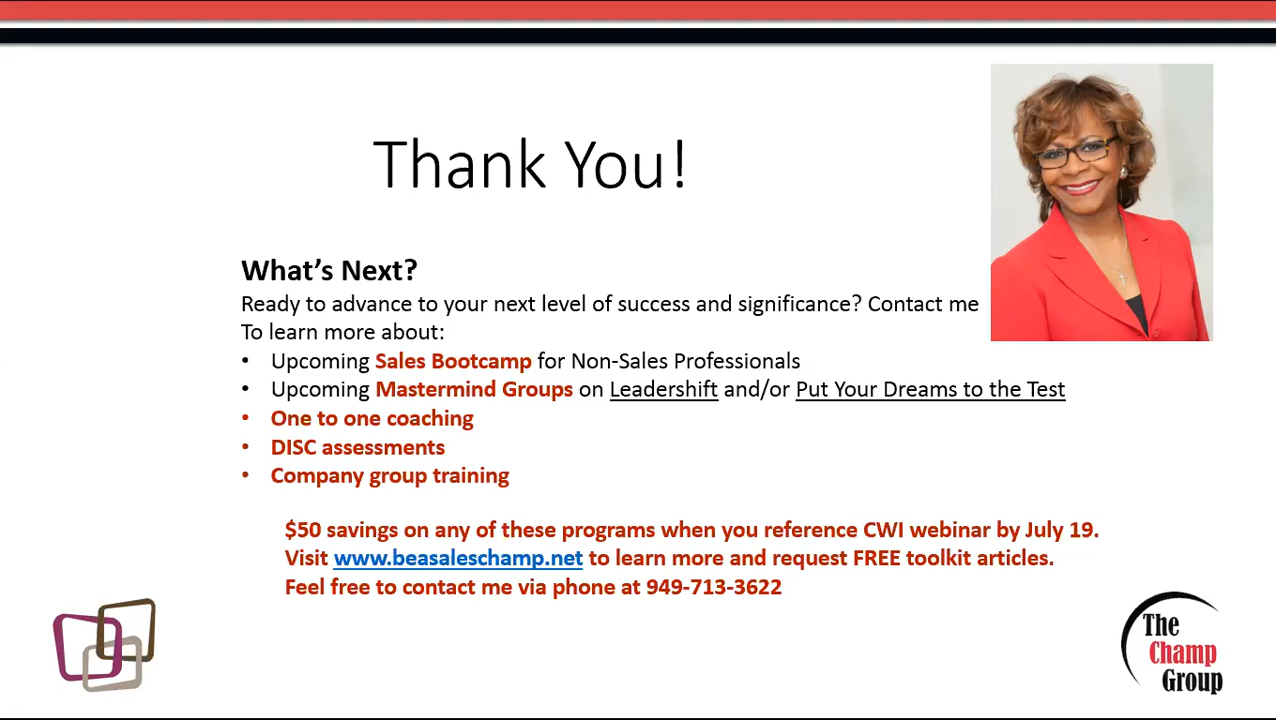 Thank You!
What's Next?
Ready to advance to your next level of success and significance? Contact me
To learn more about:
• Upcoming Sales Bootcamp for Non-Sales Professionals
• Upcoming Mastermind Groups on Leadershift and/or Put Your Dreams to the Test
• One to one coaching
• DISC assessments
• Company group training
$50 savings on any of these programs when you reference CWI webinar by July 19.
Visit www.beasaleschamp.net to learn more and request FREE toolkit articles.
Feel free to contact me via phone at 949-713-3622
The
Champ
Group